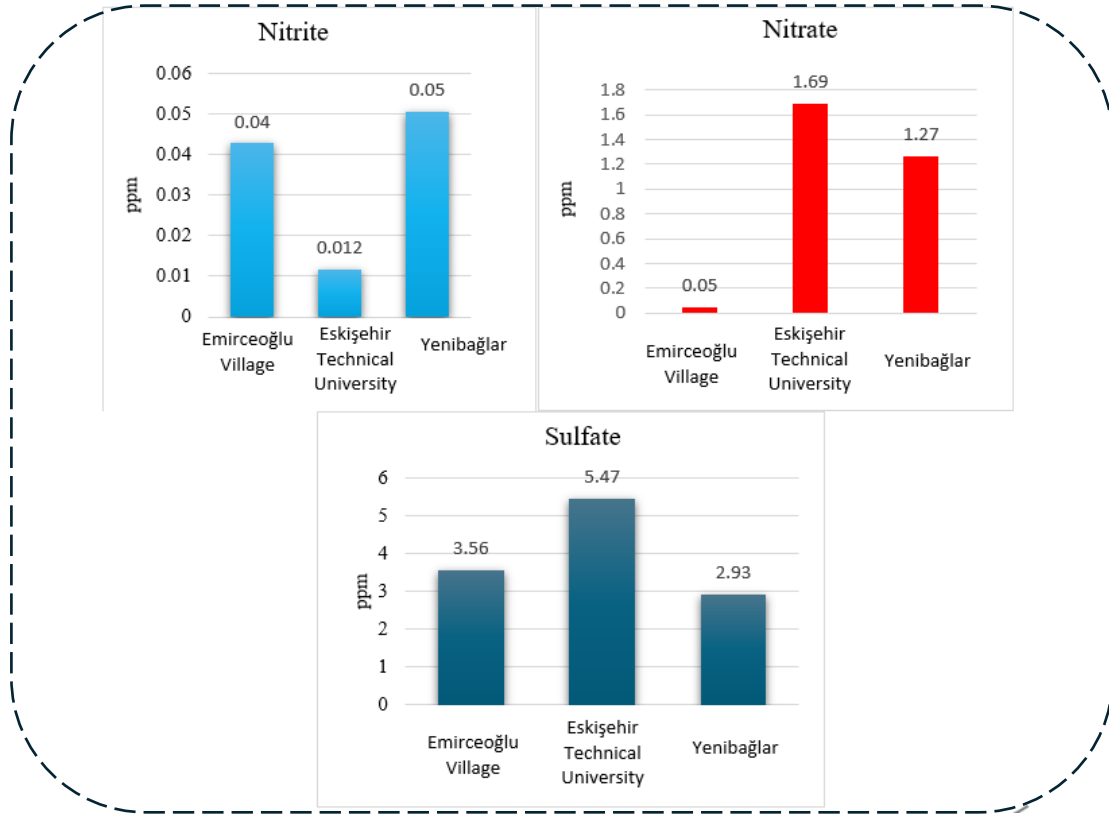 Nitrite
0.06
0.05
0.04
0.03
0.02
0.01
0
ppm
0.04
0.012
0.05
Emirceoğlu
Village
Eskişehir
Technical
University
Yenibağlar
Nitrate
1.8
1.6
1.4
1.2
1
0.8
0.6
0.4
0.2
0
ppm
0.05
1.69
1.27
Emirceoğlu
Village
Eskişehir
Technical
University
Yenibağlar
Sulfate
6
5
4
3
2
1
0
ppm
3.56
5.47
2.93
Emirceoğlu
Village
Eskişehir
Technical
University
Yenibağlar